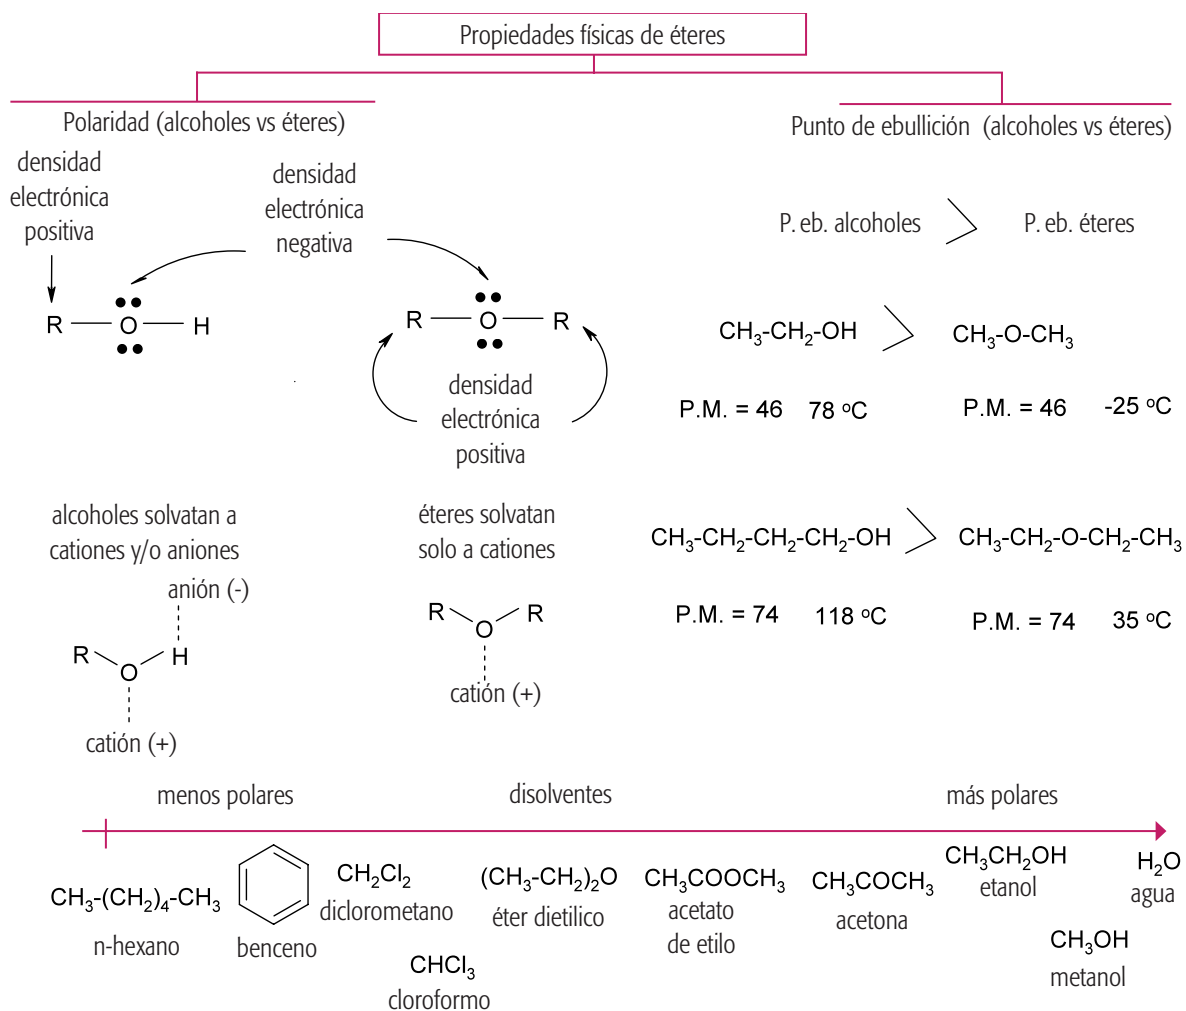 Propiedades físicas de éteres
Polaridad (alcoholes vs éteres)
densidad
electrónica
positiva
densidad
electrónica
negativa
R — O — H
R — O — R
densidad
electrónica
positiva
alcoholes solvatan a
cationes y/o aniones
anión (-)
R O H
catión (+)
éteres solvatan
solo a cationes
R O R
catión (+)
Punto de ebullición (alcoholes vs éteres)
P. eb. alcoholes > P. eb. éteres
CH₃-CH₂-OH > CH₃-O-CH₃
P.M. = 46 78 ºC P.M. = 46 -25 ºC
CH₃-CH₂-CH₂-CH₂-OH > CH₃-CH₂-O-CH₂-CH₃
P.M. = 74 118 ºC P.M. = 74 35 ºC
menos polares disolventes más polares
CH₃-(CH₂)₄-CH₃
n-hexano
benceno
CH₂Cl₂
diclorometano
CHCl₃
cloroformo
(CH₃-CH₂)₂O
éter dietilico
CH₃COOCH₃
acetato
de etilo
CH₃COCH₃
acetona
CH₃CH₂OH
etanol
CH₃OH
metanol
H₂O
agua